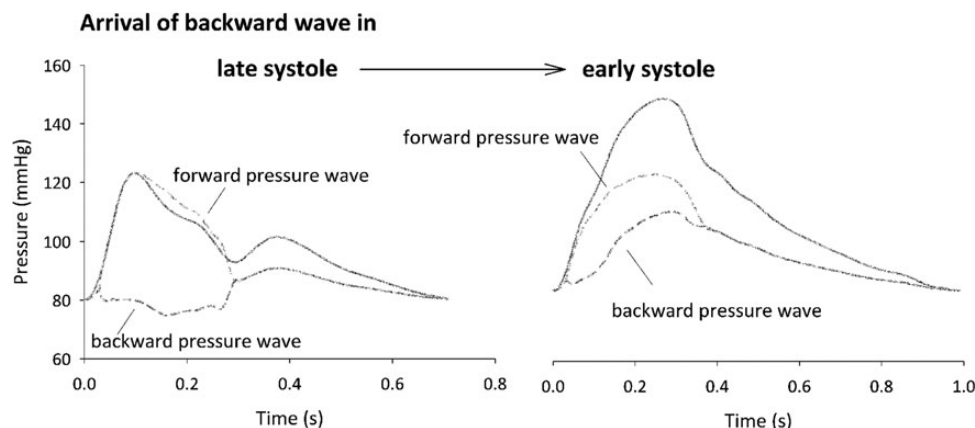 Arrival of backward wave in
late systole
early systole
160
140
120
100
80
60
Pressure (mmHg)
forward pressure wave
backward pressure wave
0.0
0.2
0.4
0.6
0.8
Time (s)
forward pressure wave
backward pressure wave
0.0
0.2
0.4
0.6
0.8
1.0
Time (s)